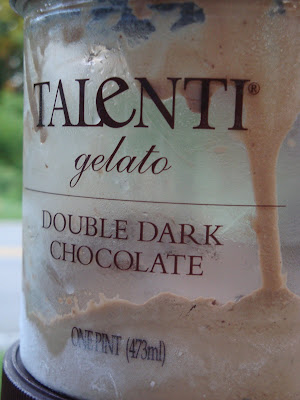 TALeNTI®
gelato
DOUBLE DARK
CHOCOLATE
ONE PINT (473ml)